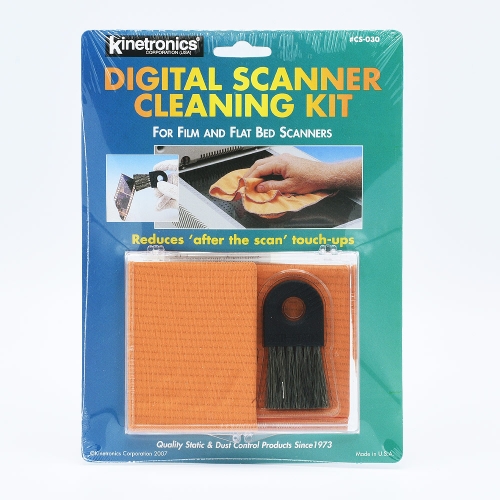 Kinetronics
CORPORATION (USA)
#CS-030
DIGITAL SCANNER
CLEANING KIT
FOR FILM AND FLAT BED SCANNERS
Reduces 'after the scan' touch-ups
Quality Static & Dust Control Products Since1973
©Kinetronics Corporation 2007
Made in U.S.A.